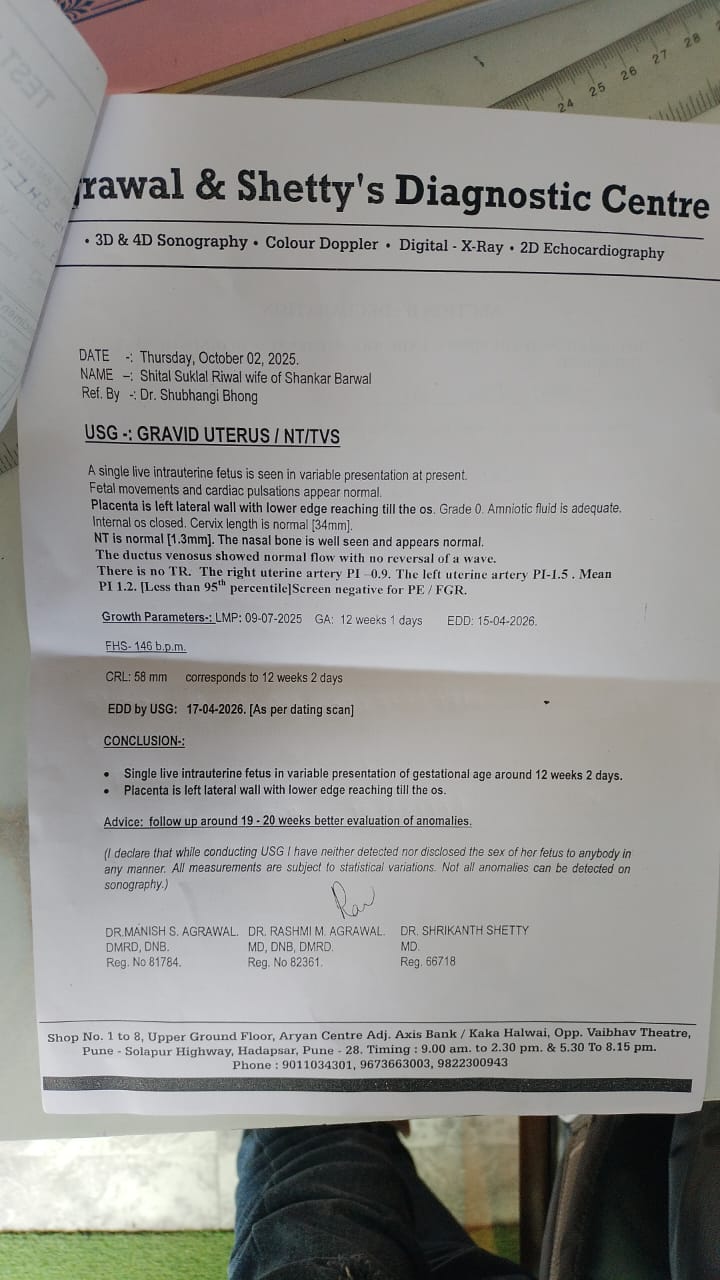 rawal & Shetty's Diagnostic Centre
• 3D & 4D Sonography • Colour Doppler • Digital - X-Ray • 2D Echocardiography
DATE -: Thursday, October 02, 2025.
NAME –: Shital Suklal Riwal wife of Shankar Barwal
Ref. By -: Dr. Shubhangi Bhong
USG -: GRAVID UTERUS / NT/TVS
A single live intrauterine fetus is seen in variable presentation at present.
Fetal movements and cardiac pulsations appear normal.
Placenta is left lateral wall with lower edge reaching till the os. Grade 0. Amniotic fluid is adequate.
Internal os closed. Cervix length is normal [34mm].
NT is normal [1.3mm]. The nasal bone is well seen and appears normal.
The ductus venosus showed normal flow with no reversal of a wave.
There is no TR. The right uterine artery PI –0.9. The left uterine artery PI-1.5 . Mean
PI 1.2. [Less than 95th percentile]Screen negative for PE / FGR.
Growth Parameters-: LMP: 09-07-2025 GA: 12 weeks 1 days EDD: 15-04-2026.
FHS- 146 b.p.m.
CRL: 58 mm corresponds to 12 weeks 2 days
EDD by USG: 17-04-2026. [As per dating scan]
CONCLUSION-:
• Single live intrauterine fetus in variable presentation of gestational age around 12 weeks 2 days.
• Placenta is left lateral wall with lower edge reaching till the os.
Advice: follow up around 19 - 20 weeks better evaluation of anomalies.
(I declare that while conducting USG I have neither detected nor disclosed the sex of her fetus to anybody in
any manner. All measurements are subject to statistical variations. Not all anomalies can be detected on
sonography.)
DR.MANISH S. AGRAWAL. DR. RASHMI M. AGRAWAL. DR. SHRIKANTH SHETTY
DMRD, DNB. MD, DNB, DMRD. MD.
Reg. No 81784. Reg. No 82361. Reg. 66718
Shop No. 1 to 8, Upper Ground Floor, Aryan Centre Adj. Axis Bank / Kaka Halwai, Opp. Vaibhav Theatre,
Pune - Solapur Highway, Hadapsar, Pune - 28. Timing : 9.00 am. to 2.30 pm. & 5.30 To 8.15 pm.
Phone : 9011034301, 9673663003, 9822300943
24 25 26 27 28